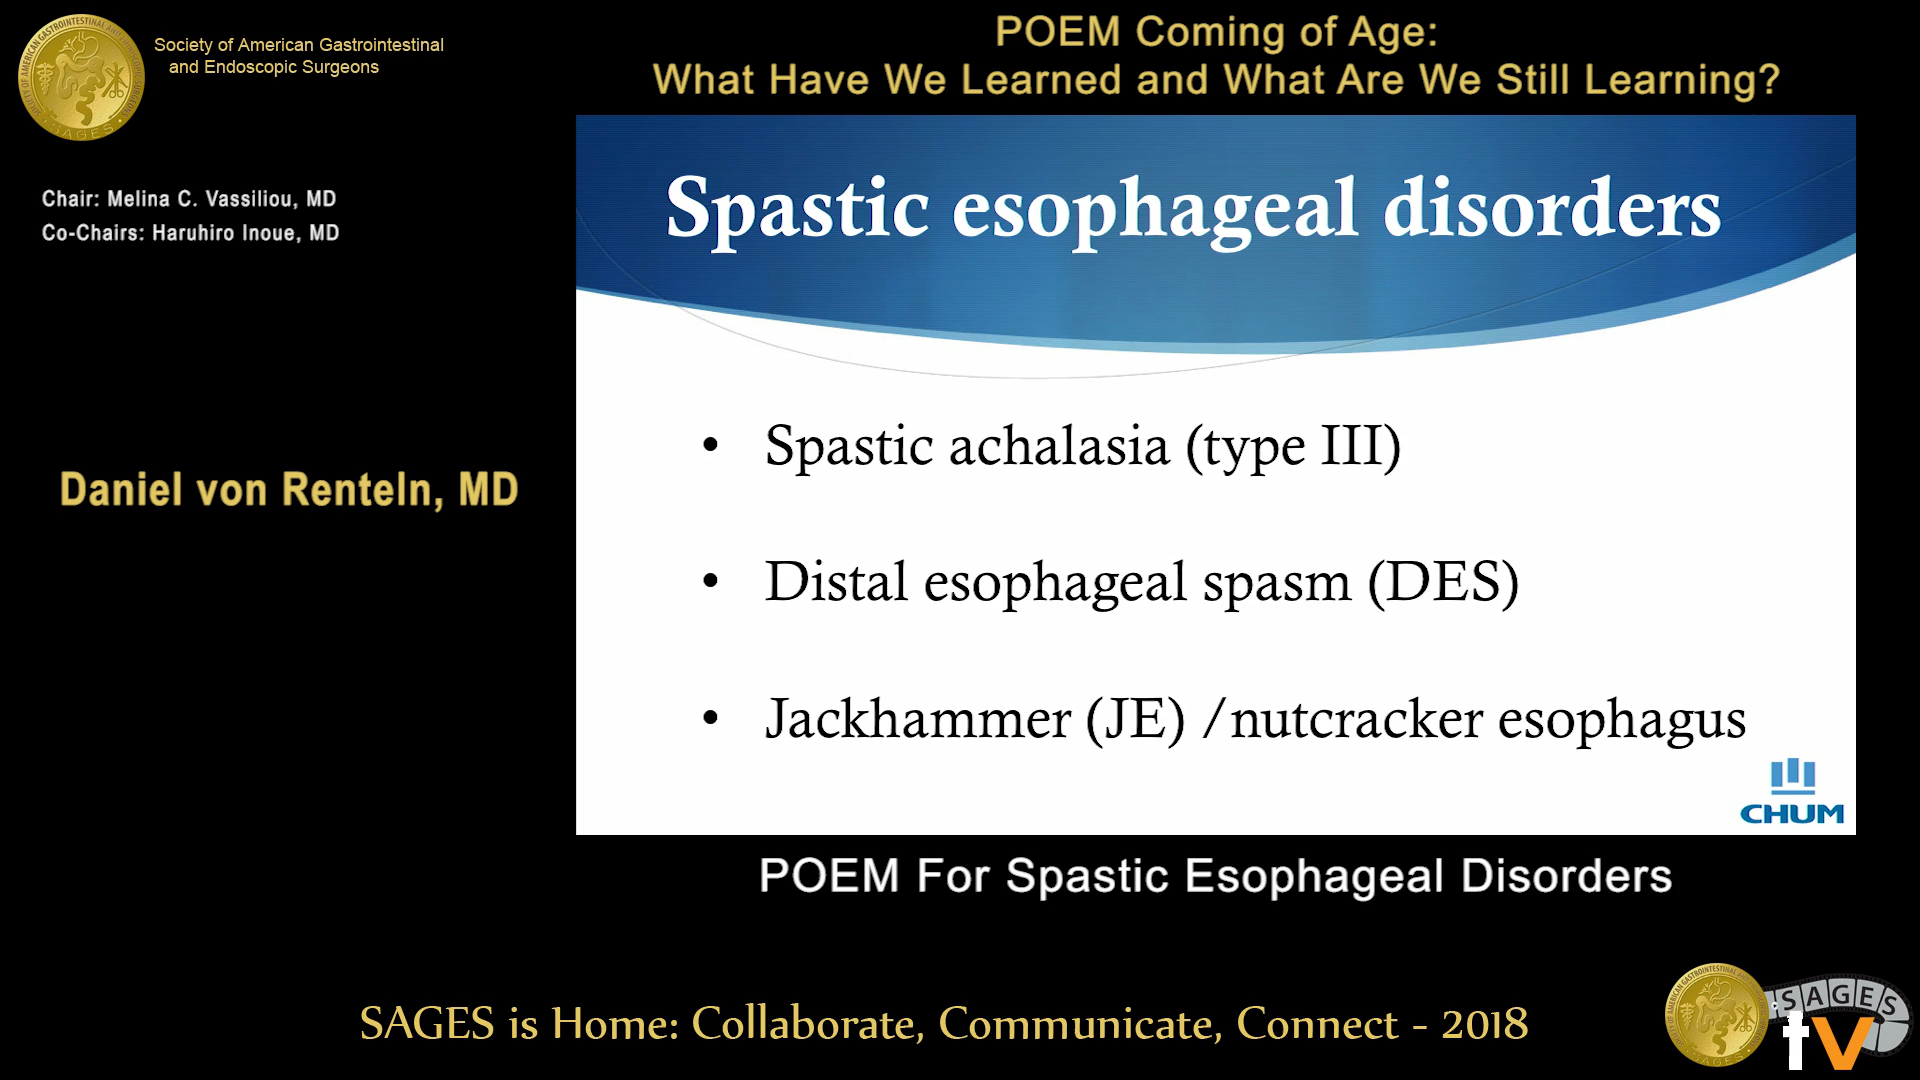 Society of American Gastrointestinal
and Endoscopic Surgeons
POEM Coming of Age:
What Have We Learned and What Are We Still Learning?
Chair: Melina C. Vassiliou, MD
Co-Chairs: Haruhiro Inoue, MD
Daniel von Renteln, MD
Spastic esophageal disorders
• Spastic achalasia (type III)
• Distal esophageal spasm (DES)
• Jackhammer (JE) /nutcracker esophagus
CHUM
POEM For Spastic Esophageal Disorders
SAGES is Home: Collaborate, Communicate, Connect - 2018
SAGES
tv